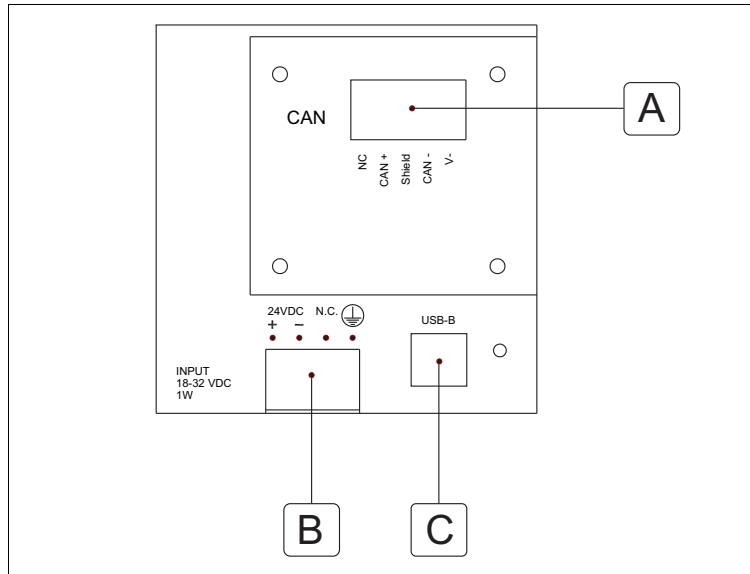 A
CAN
NC
CAN +
Shield
CAN -
V-
24VDC N.C.
+ –
USB-B
INPUT
18-32 VDC
1W
B
C